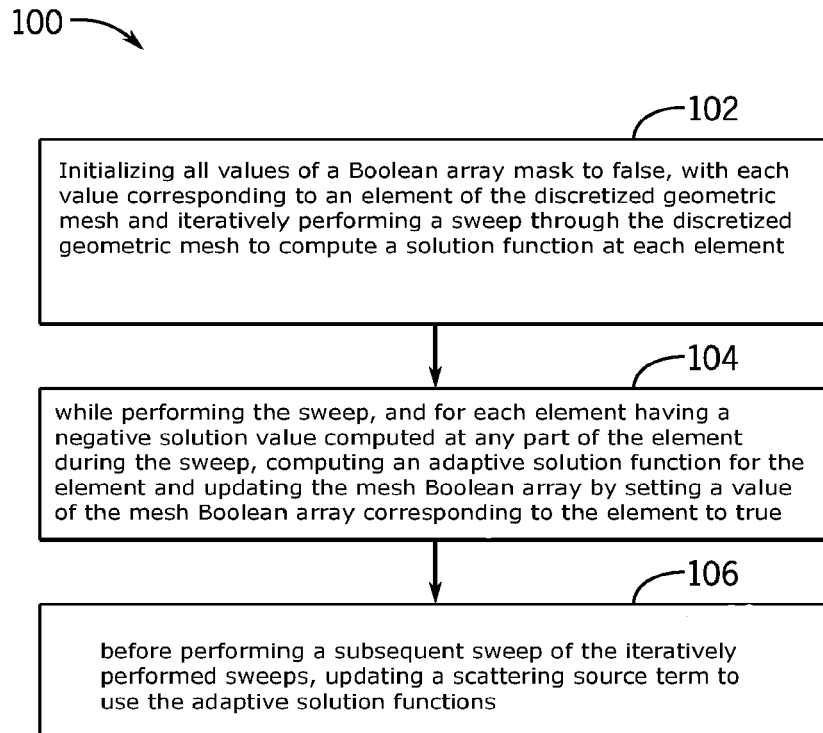 100
102
Initializing all values of a Boolean array mask to false, with each
value corresponding to an element of the discretized geometric
mesh and iteratively performing a sweep through the discretized
geometric mesh to compute a solution function at each element
104
while performing the sweep, and for each element having a
negative solution value computed at any part of the element
during the sweep, computing an adaptive solution function for the
element and updating the mesh Boolean array by setting a value
of the mesh Boolean array corresponding to the element to true
106
before performing a subsequent sweep of the iteratively
performed sweeps, updating a scattering source term to
use the adaptive solution functions